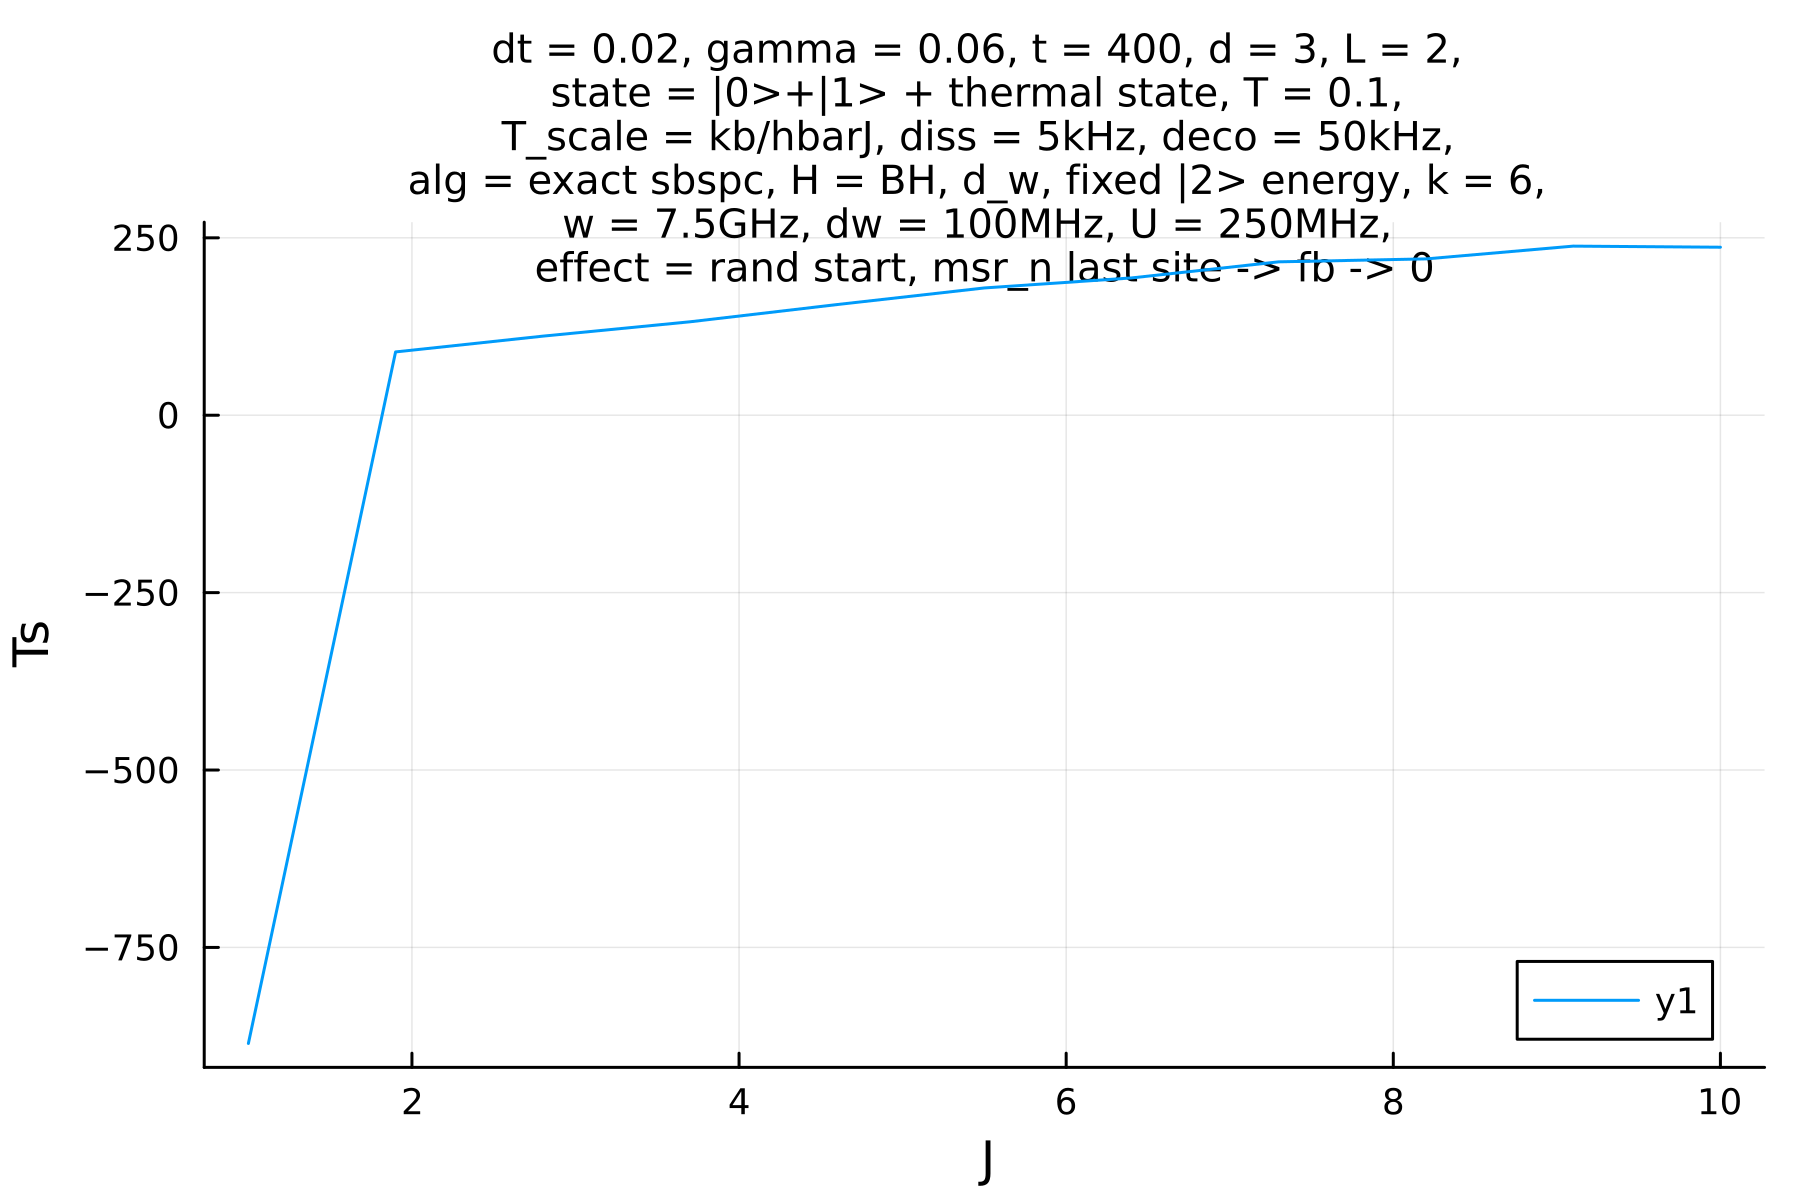 dt = 0.02, gamma = 0.06, t = 400, d = 3, L = 2,
state = |0>+|1> + thermal state, T = 0.1,
T_scale = kb/hbarJ, diss = 5kHz, deco = 50kHz,
alg = exact sbspc, H = BH, d_w, fixed |2> energy, k = 6,
w = 7.5GHz, dw = 100MHz, U = 250MHz,
effect = rand start, msr_n last site -> fb -> 0
250
0
−250
−500
−750
Ts
y1
2 4 6 8 10
J